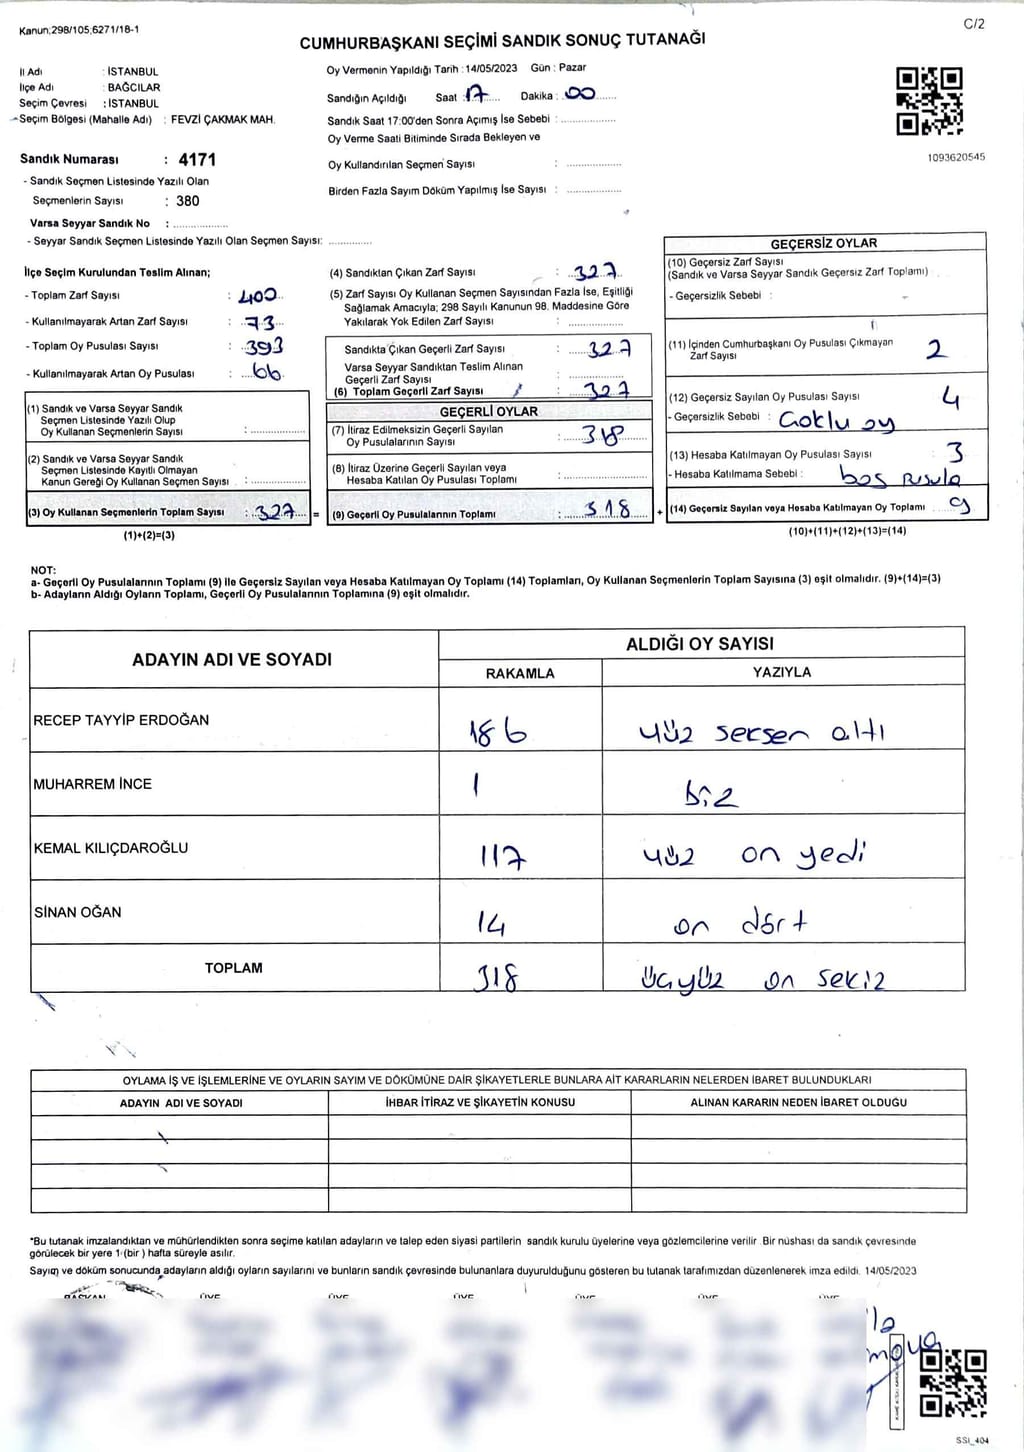 Kanun;298/105;6271/18-1
C/2
CUMHURBAŞKANI SEÇİMİ SANDIK SONUÇ TUTANAĞI
İl Adı : İSTANBUL
İlçe Adı : BAĞCILAR
Seçim Çevresi : İSTANBUL
Seçim Bölgesi (Mahalle Adı) : FEVZİ ÇAKMAK MAH.
Sandık Numarası : 4171
- Sandık Seçmen Listesinde Yazılı Olan
Seçmenlerin Sayısı : 380
Varsa Seyyar Sandık No : ....................
- Seyyar Sandık Seçmen Listesinde Yazılı Olan Seçmen Sayısı: ...............
Oy Vermenin Yapıldığı Tarih : 14/05/2023 Gün : Pazar
Sandığın Açıldığı Saat : 17 Dakika : 00
Sandık Saat 17:00'den Sonra Açımış İse Sebebi : ...................
Oy Verme Saati Bitiminde Sırada Bekleyen ve
Oy Kullandırılan Seçmen Sayısı : ...................
Birden Fazla Sayım Döküm Yapılmış İse Sayısı : ...................
1093620545
İlçe Seçim Kurulundan Teslim Alınan;
- Toplam Zarf Sayısı : 400
- Kullanılmayarak Artan Zarf Sayısı : 73
- Toplam Oy Pusulası Sayısı : 393
- Kullanılmayarak Artan Oy Pusulası : 66
(1) Sandık ve Varsa Seyyar Sandık
Seçmen Listesinde Yazılı Olup
Oy Kullanan Seçmenlerin Sayısı : ...................
(2) Sandık ve Varsa Seyyar Sandık
Seçmen Listesinde Kayıtlı Olmayan
Kanun Gereği Oy Kullanan Seçmen Sayısı : ...................
(3) Oy Kullanan Seçmenlerin Toplam Sayısı : 327 =
(1)+(2)=(3)
(4) Sandıktan Çıkan Zarf Sayısı : 327
(5) Zarf Sayısı Oy Kullanan Seçmen Sayısından Fazla İse, Eşitliği
Sağlamak Amacıyla; 298 Sayılı Kanunun 98. Maddesine Göre
Yakılarak Yok Edilen Zarf Sayısı : ...................
Sandıkta Çıkan Geçerli Zarf Sayısı : 327
Varsa Seyyar Sandıktan Teslim Alınan
Geçerli Zarf Sayısı : ...................
(6) Toplam Geçerli Zarf Sayısı : 327
GEÇERLİ OYLAR
(7) İtiraz Edilmeksizin Geçerli Sayılan
Oy Pusulalarının Sayısı : 318
(8) İtiraz Üzerine Geçerli Sayılan veya
Hesaba Katılan Oy Pusulası Toplamı : ...................
(9) Geçerli Oy Pusulalarının Toplamı : 318 +
GEÇERSİZ OYLAR
(10) Geçersiz Zarf Sayısı
(Sandık ve Varsa Seyyar Sandık Geçersiz Zarf Toplamı)
- Geçersizlik Sebebi : -
(11) İçinden Cumhurbaşkanı Oy Pusulası Çıkmayan
Zarf Sayısı 2
(12) Geçersiz Sayılan Oy Pusulası Sayısı 4
- Geçersizlik Sebebi : Çoklu oy
(13) Hesaba Katılmayan Oy Pusulası Sayısı 3
- Hesaba Katılmama Sebebi : boş pusula
(14) Geçersiz Sayılan veya Hesaba Katılmayan Oy Toplamı 9
(10)+(11)+(12)+(13)=(14)
NOT:
a- Geçerli Oy Pusulalarının Toplamı (9) ile Geçersiz Sayılan veya Hesaba Katılmayan Oy Toplamı (14) Toplamları, Oy Kullanan Seçmenlerin Toplam Sayısına (3) eşit olmalıdır. (9)+(14)=(3)
b- Adayların Aldığı Oyların Toplamı, Geçerli Oy Pusulalarının Toplamına (9) eşit olmalıdır.
ADAYIN ADI VE SOYADI
ALDIĞI OY SAYISI
RAKAMLA YAZIYLA
RECEP TAYYİP ERDOĞAN 186 yüz seksen altı
MUHARREM İNCE 1 biz
KEMAL KILIÇDAROĞLU 117 yüz on yedi
SİNAN OĞAN 14 on dört
TOPLAM 318 üçyüz on sekiz
OYLAMA İŞ VE İŞLEMLERİNE VE OYLARIN SAYIM VE DÖKÜMÜNE DAİR ŞİKAYETLERLE BUNLARA AİT KARARLARIN NELERDEN İBARET BULUNDUKLARI
ADAYIN ADI VE SOYADI İHBAR İTİRAZ VE ŞİKAYETİN KONUSU ALINAN KARARIN NEDEN İBARET OLDUĞU
*Bu tutanak imzalandıktan ve mühürlendikten sonra seçime katılan adayların ve talep eden siyasi partilerin sandık kurulu üyelerine veya gözlemcilerine verilir. Bir nüshası da sandık çevresinde
görülecek bir yere 1 (bir ) hafta süreyle asılır.
Sayım ve döküm sonucunda adayların aldığı oyların sayılarını ve bunların sandık çevresinde bulunanlara duyurulduğunu gösteren bu tutanak tarafımızdan düzenlenerek imza edildi. 14/05/2023
BAŞKAN ÜYE ÜYE ÜYE ÜYE ÜYE ÜYE
SSI_404